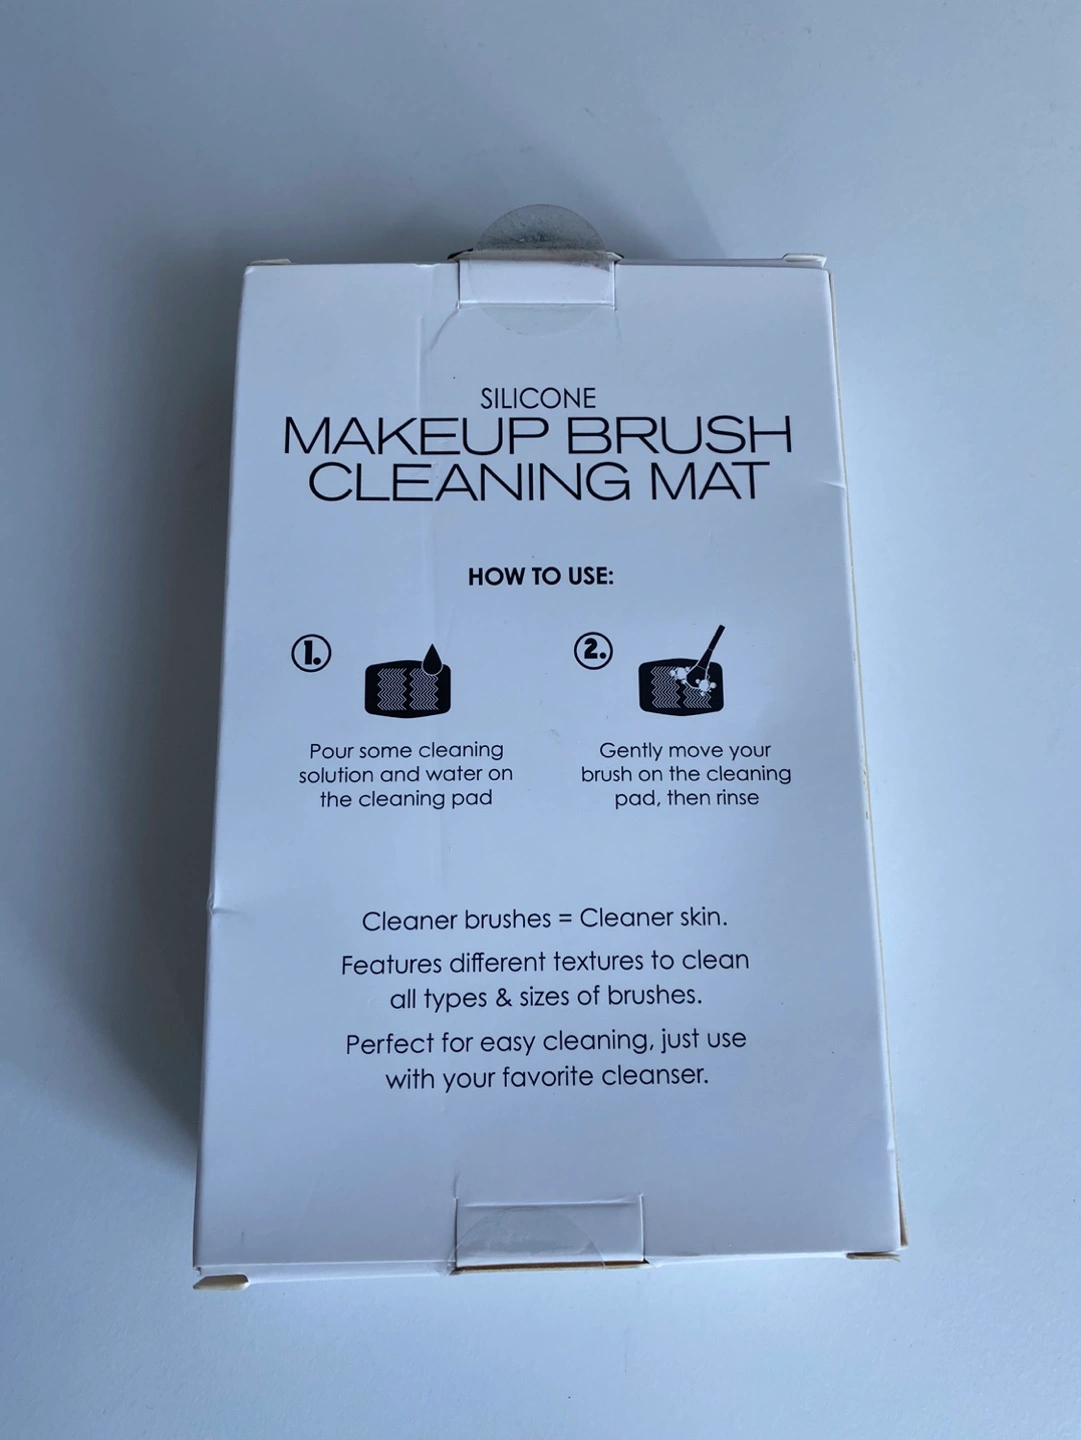 SILICONE
MAKEUP BRUSH
CLEANING MAT
HOW TO USE:
1.
Pour some cleaning
solution and water on
the cleaning pad
2.
Gently move your
brush on the cleaning
pad, then rinse
Cleaner brushes = Cleaner skin.
Features different textures to clean
all types & sizes of brushes.
Perfect for easy cleaning, just use
with your favorite cleanser.